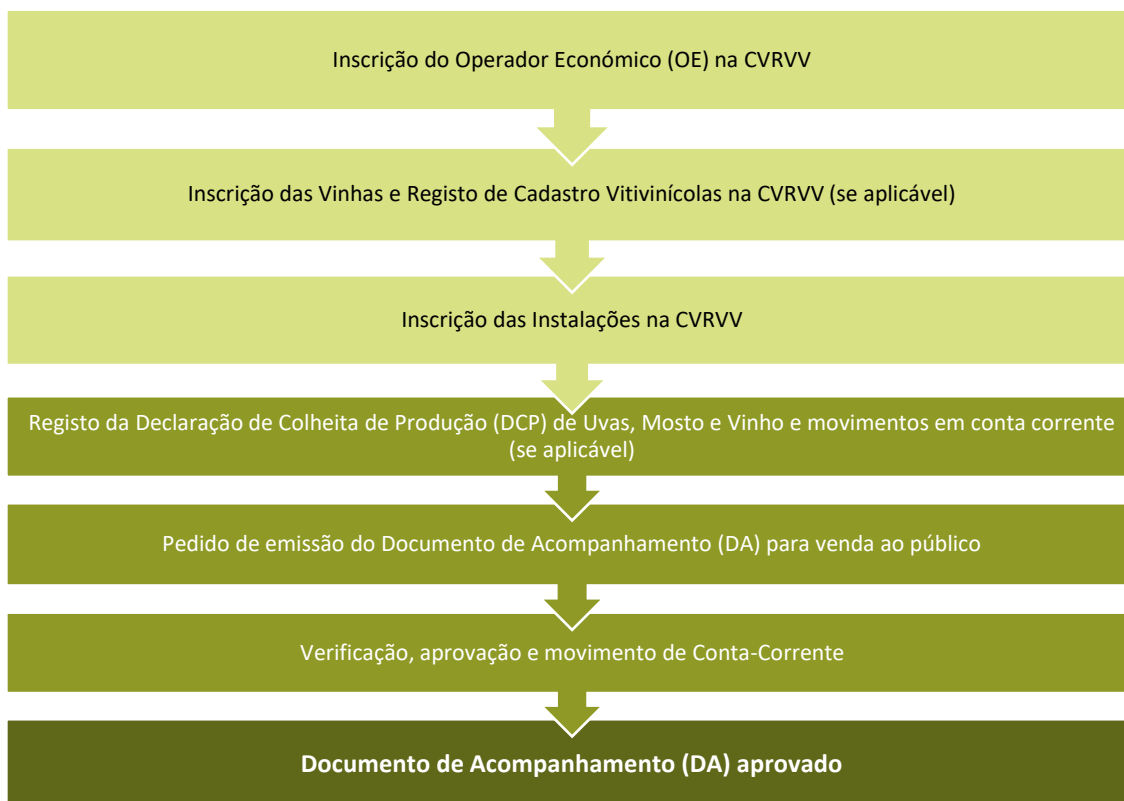 Inscrição do Operador Económico (OE) na CVRVV
Inscrição das Vinhas e Registo de Cadastro Vitivinícolas na CVRVV (se aplicável)
Inscrição das Instalações na CVRVV
Registo da Declaração de Colheita de Produção (DCP) de Uvas, Mosto e Vinho e movimentos em conta corrente
(se aplicável)
Pedido de emissão do Documento de Acompanhamento (DA) para venda ao público
Verificação, aprovação e movimento de Conta-Corrente
Documento de Acompanhamento (DA) aprovado